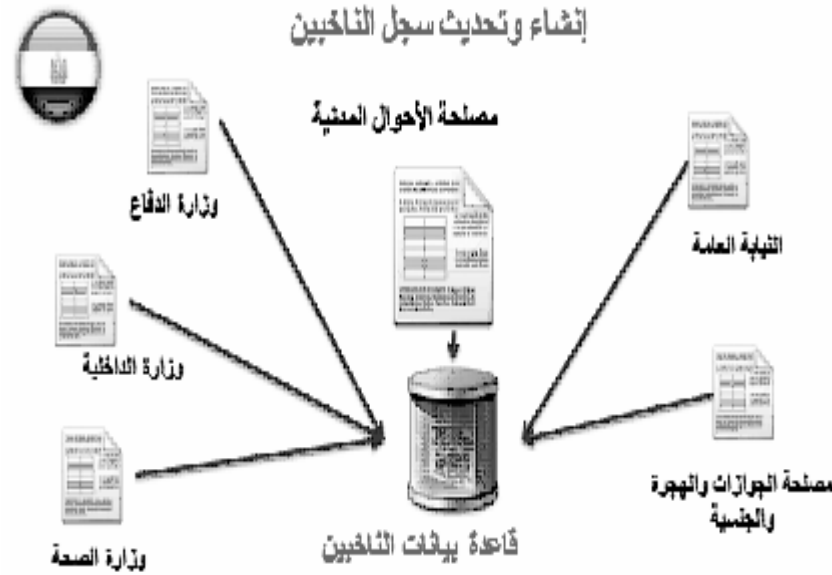 إنشاء وتحديث سجل الناخبين
مصلحة الأحوال المدنية
وزارة الدفاع
النيابة العامة
وزارة الداخلية
مصلحة الجوازات والهجرة
والجنسية
وزارة الصحة
قاعدة بيانات الناخبين